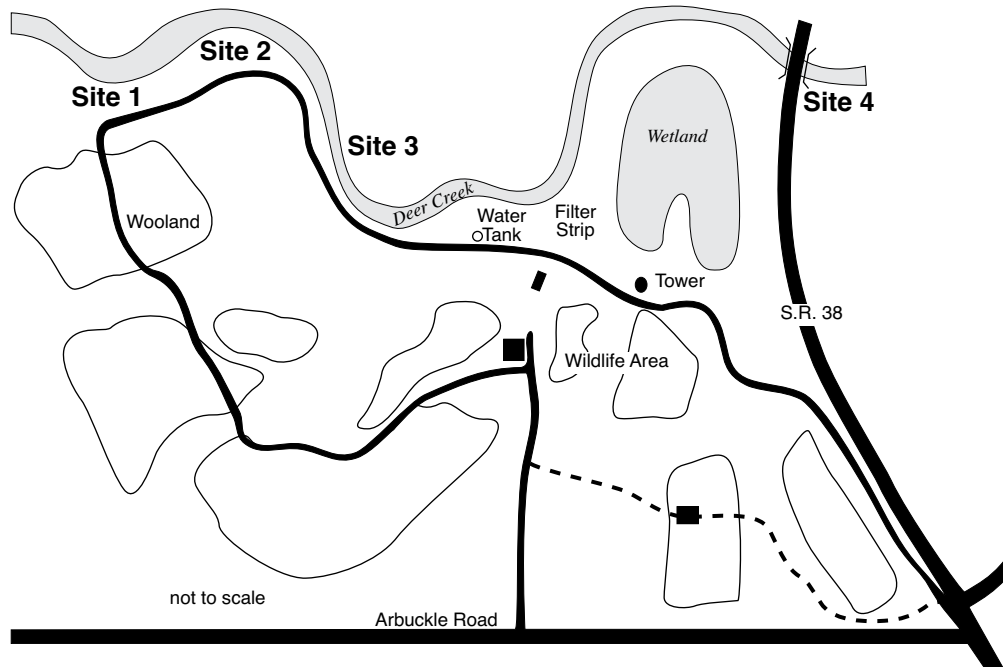 Site 2
Site 1
Site 4
Site 3
Wetland
Deer Creek
Wooland
Water
Tank
Filter
Strip
Tower
S.R. 38
Wildlife Area
not to scale
Arbuckle Road